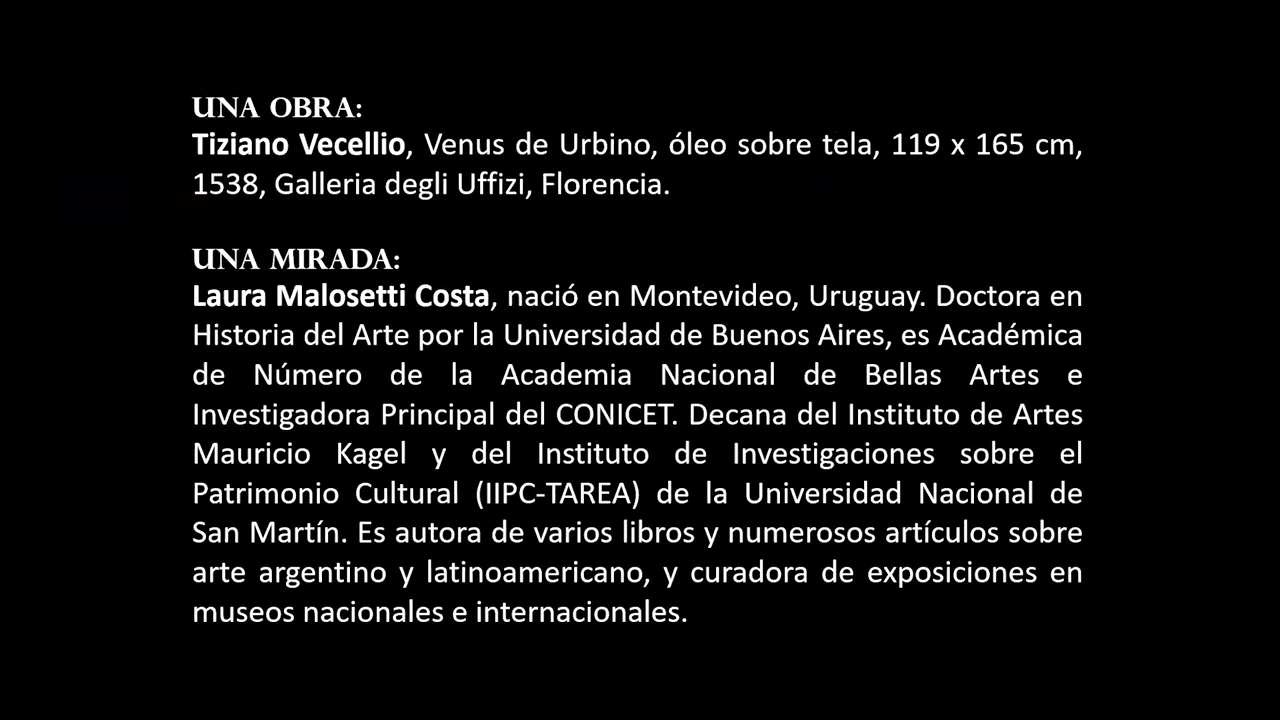 UNA OBRA:
Tiziano Vecellio, Venus de Urbino, óleo sobre tela, 119 x 165 cm,
1538, Galleria degli Uffizi, Florencia.
UNA MIRADA:
Laura Malosetti Costa, nació en Montevideo, Uruguay. Doctora en
Historia del Arte por la Universidad de Buenos Aires, es Académica
de Número de la Academia Nacional de Bellas Artes e
Investigadora Principal del CONICET. Decana del Instituto de Artes
Mauricio Kagel y del Instituto de Investigaciones sobre el
Patrimonio Cultural (IIPC-TAREA) de la Universidad Nacional de
San Martín. Es autora de varios libros y numerosos artículos sobre
arte argentino y latinoamericano, y curadora de exposiciones en
museos nacionales e internacionales.